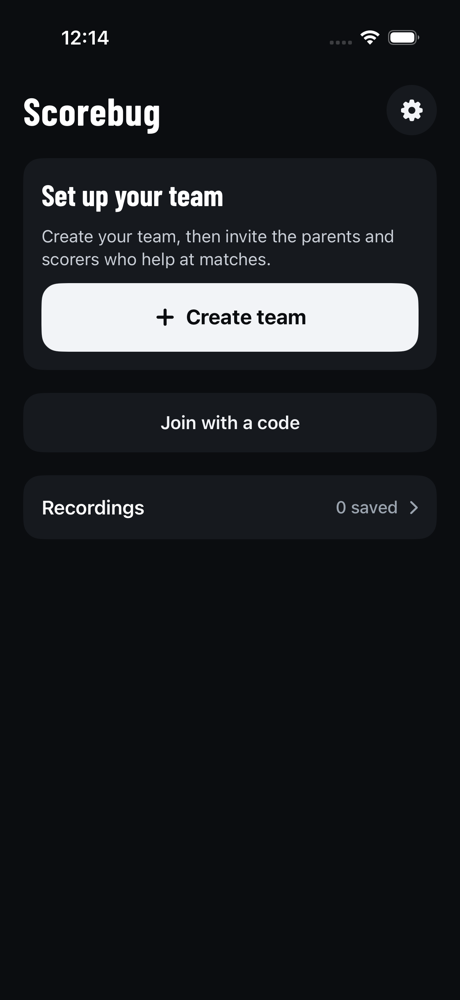 12:14
Scorebug
Set up your team
Create your team, then invite the parents and
scorers who help at matches.
Create team
Join with a code
Recordings
0 saved